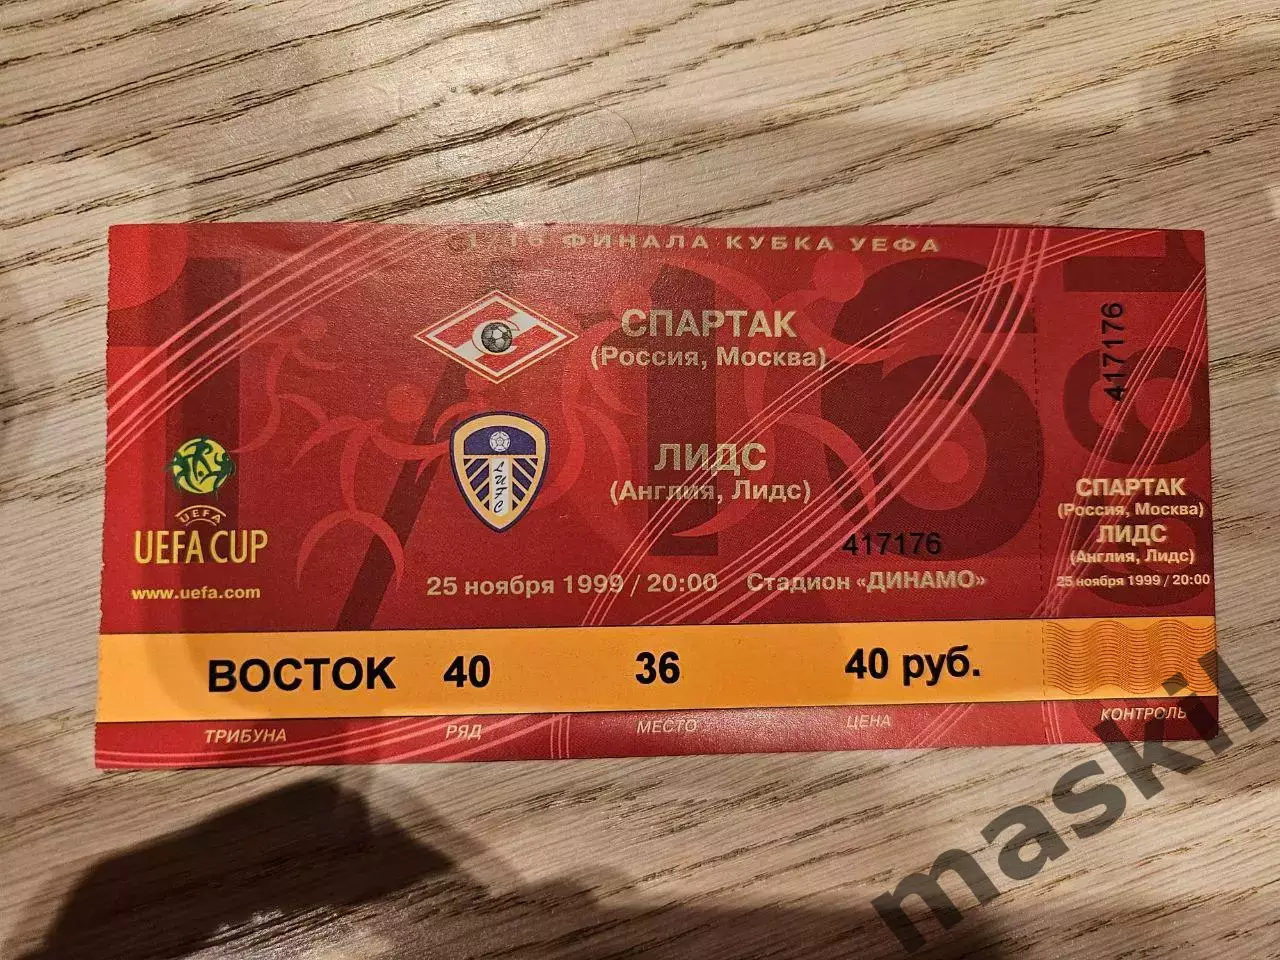 1/16 ФИНАЛА КУБКА УЕФА
СПАРТАК
(Россия, Москва)
LUFC
ЛИДС
(Англия, Лидс)
UEFA
UEFA CUP
www.uefa.com
417176
25 ноября 1999 / 20:00 Стадион «ДИНАМО»
ВОСТОК 40 36 40 руб.
ТРИБУНА РЯД МЕСТО ЦЕНА
417176
СПАРТАК
(Россия, Москва)
ЛИДС
(Англия, Лидс)
25 ноября 1999 / 20:00
КОНТРОЛЬ
maskil